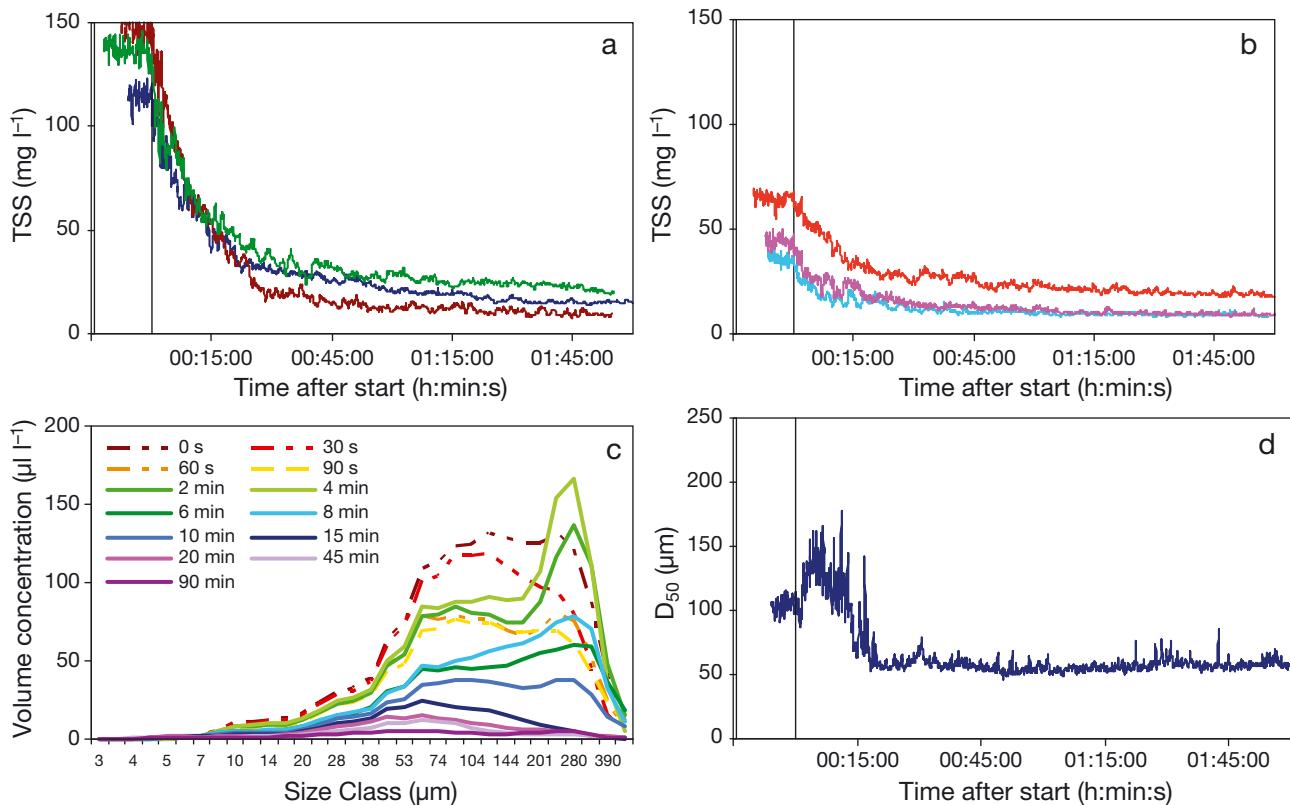 a
150
100
50
0
TSS (mg l⁻¹)
00:15:00 00:45:00 01:15:00 01:45:00
Time after start (h:min:s)
b
150
100
50
0
TSS (mg l⁻¹)
00:15:00 00:45:00 01:15:00 01:45:00
Time after start (h:min:s)
c
200
150
100
50
0
Volume concentration (µl l⁻¹)
0 s 30 s
60 s 90 s
2 min 4 min
6 min 8 min
10 min 15 min
20 min 45 min
90 min
3 4 5 7 10 14 20 28 38 53 74 104 144 201 280 390
Size Class (µm)
d
250
200
150
100
50
0
D₅₀ (µm)
00:15:00 00:45:00 01:15:00 01:45:00
Time after start (h:min:s)